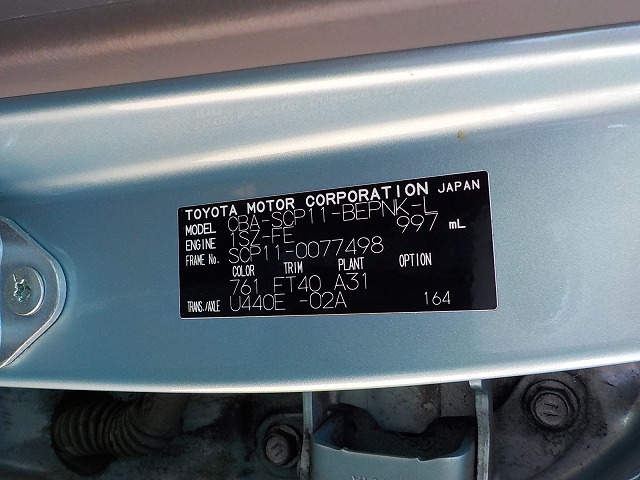 TOYOTA MOTOR CORPORATION JAPAN
MODEL CBA-SCP11-BEPNK-L
ENGINE 1SZ-FE 997 mL
FRAME No. SCP11-0077498
COLOR TRIM PLANT OPTION
761 FT40 A31
TRANS./AXLE U440E -02A 164